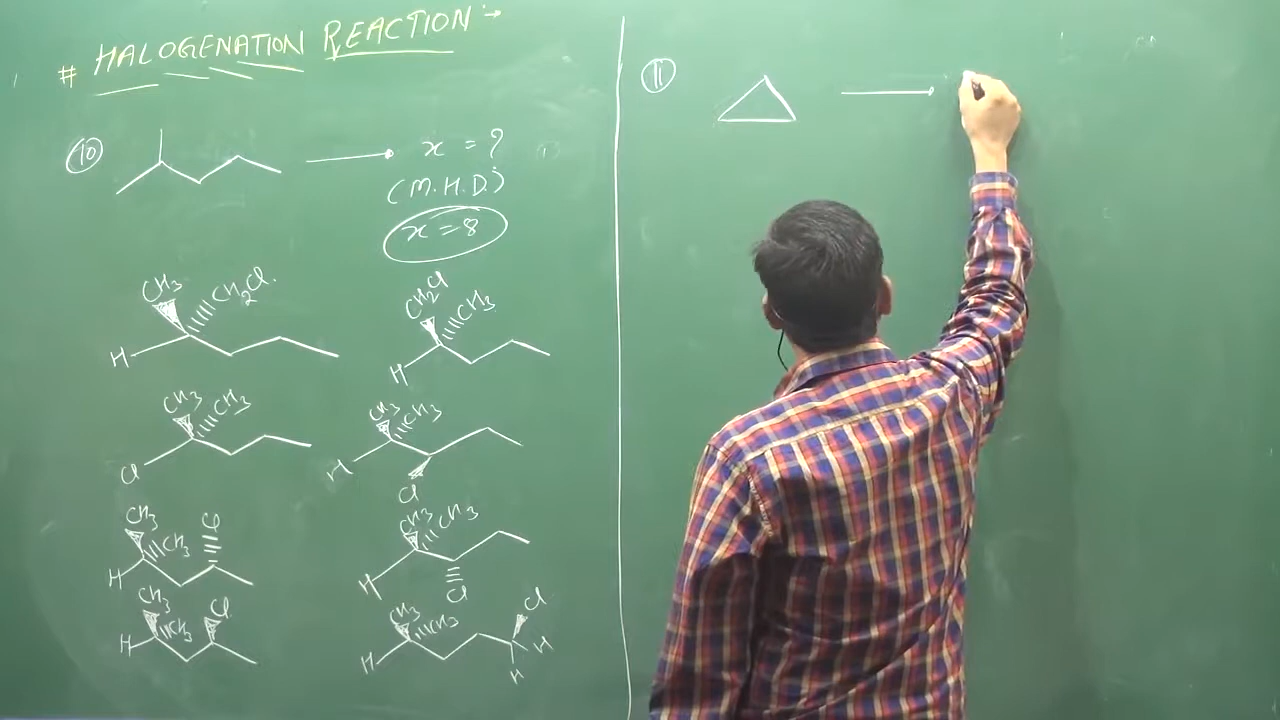 # HALOGENATION REACTION :-
10
x = ?
(M.H.D.)
x = 8
CH3 CH2Cl
H
CH2Cl CH3
H
CH3 CH3
Cl
CH3 CH3
H
Cl
CH3 CH3 Cl
H
CH3 CH3
H
Cl
CH3 CH3 Cl
H
CH3 CH3 Cl
H H
H
11